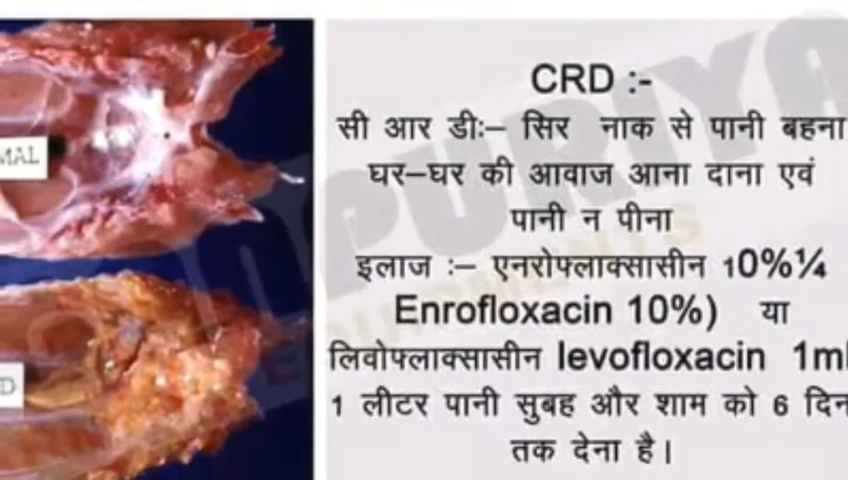 MAL
D
CRD :-
सी आर डीः– सिर नाक से पानी बहना
घर–घर की आवाज आना दाना एवं
पानी न पीना
इलाज :– एनरोफ्लाक्सासीन 10%¼
Enrofloxacin 10%) या
लिवोफ्लाक्सासीन levofloxacin 1ml
1 लीटर पानी सुबह और शाम को 6 दिन
तक देना है।
PURIYA